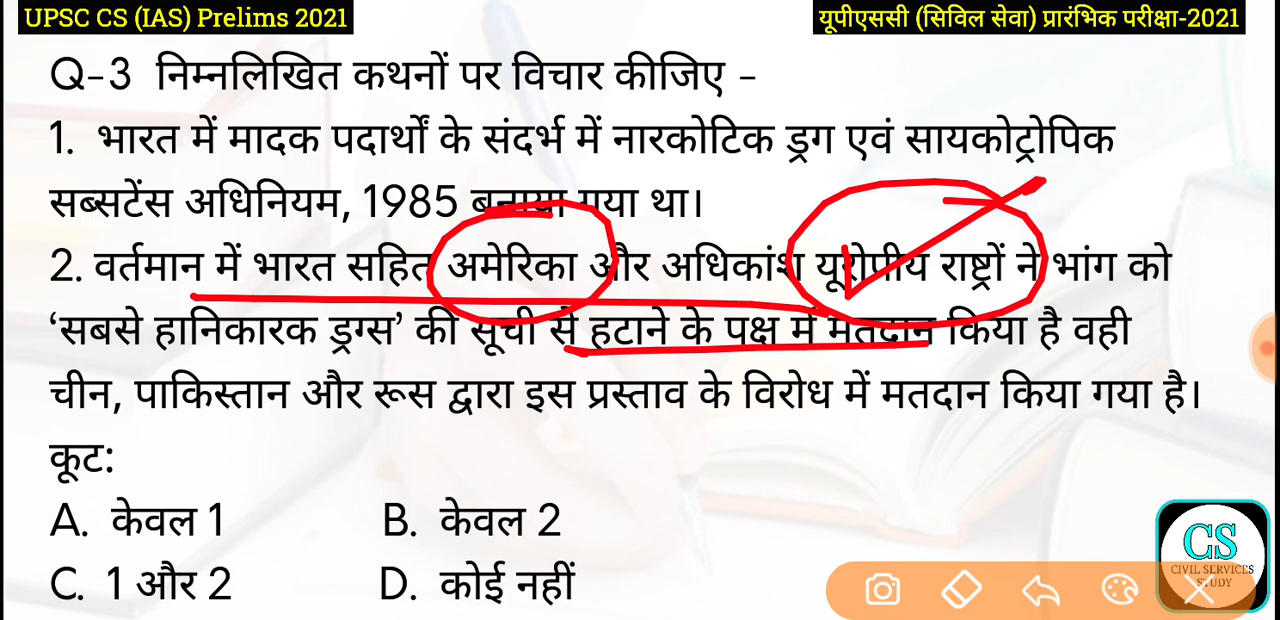 UPSC CS (IAS) Prelims 2021
यूपीएससी (सिविल सेवा) प्रारंभिक परीक्षा-2021
Q-3 निम्नलिखित कथनों पर विचार कीजिए -
1. भारत में मादक पदार्थों के संदर्भ में नारकोटिक ड्रग एवं सायकोट्रोपिक
सब्सटेंस अधिनियम, 1985 बनाया गया था।
2. वर्तमान में भारत सहित अमेरिका और अधिकांश यूरोपीय राष्ट्रों ने भांग को
‘सबसे हानिकारक ड्रग्स’ की सूची से हटाने के पक्ष में मतदान किया है वही
चीन, पाकिस्तान और रूस द्वारा इस प्रस्ताव के विरोध में मतदान किया गया है।
कूट:
A. केवल 1 B. केवल 2
C. 1 और 2 D. कोई नहीं
CS
CIVIL SERVICES
STUDY